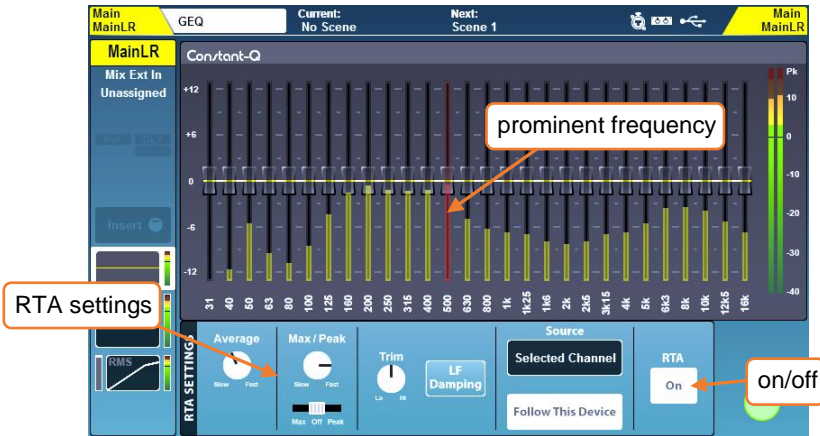 Main
MainLR
GEQ
Current:
No Scene
Next:
Scene 1
Main
MainLR
MainLR
Mix Ext In
Unassigned
Insert
RMS
Constant-Q
+12
+6
0
-6
-12
prominent frequency
Pk
10
0
-10
-20
-30
-40
31 40 50 63 80 100 125 160 200 250 315 400 500 630 800 1k 1k25 1k6 2k 2k5 3k15 4k 5k 6k3 8k 10k 12k5 16k
RTA settings
RTA SETTINGS
Average
Slow Fast
Max / Peak
Slow Fast
Max Off Peak
Trim
Lo Hi
LF
Damping
Source
Selected Channel
Follow This Device
RTA
On
on/off